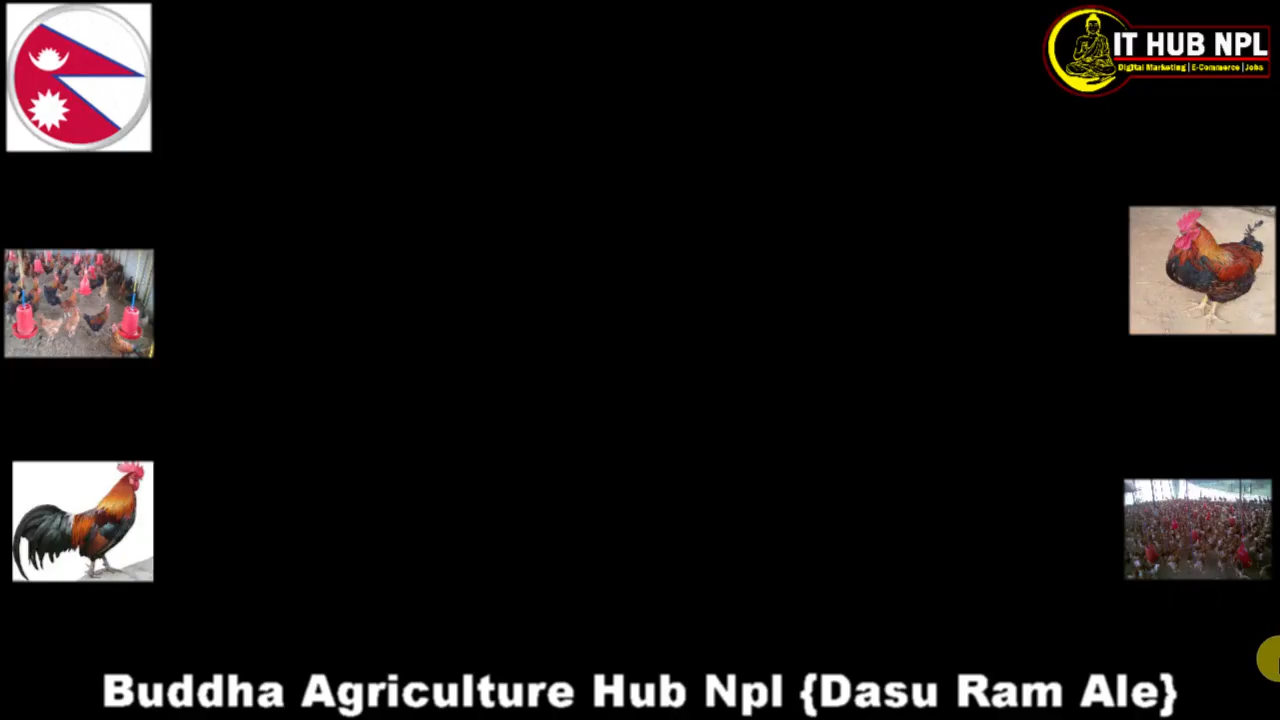 IT HUB NPL
Digital Marketing | E-Commerce | Jobs
Buddha Agriculture Hub Npl {Dasu Ram Ale}